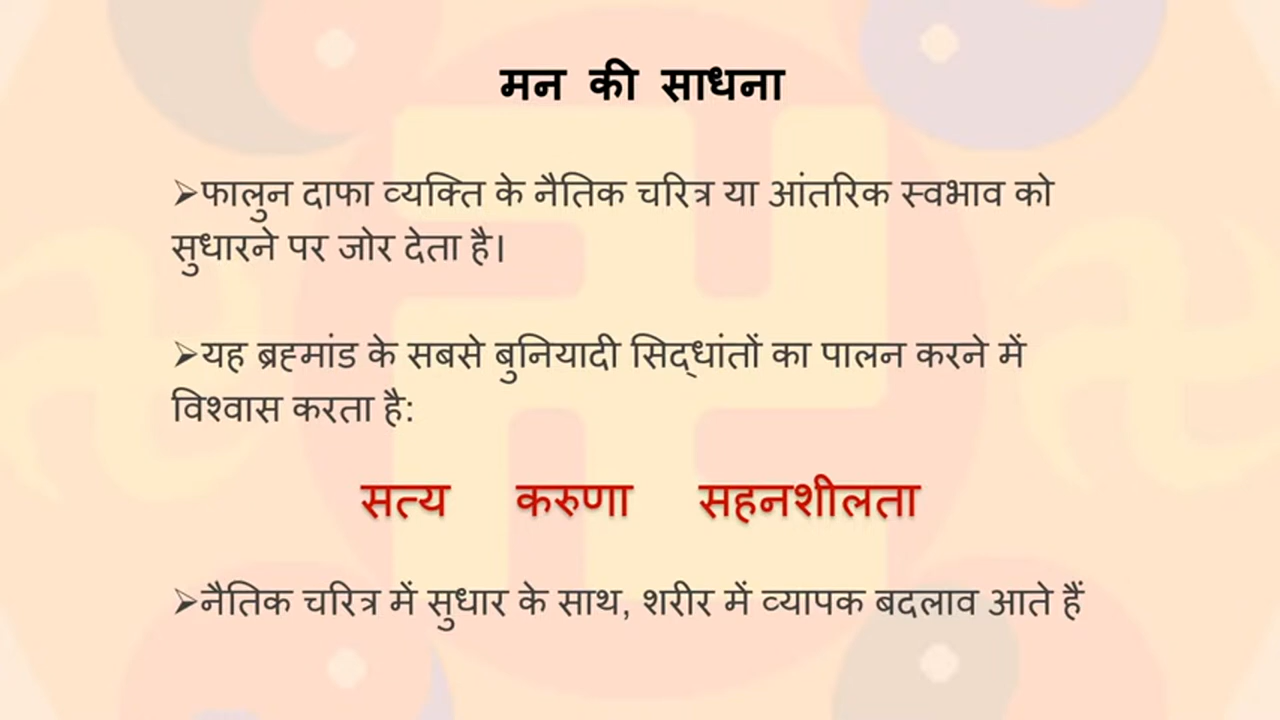 मन की साधना
➢फालुन दाफा व्यक्ति के नैतिक चरित्र या आंतरिक स्वभाव को
सुधारने पर जोर देता है।
➢यह ब्रह्मांड के सबसे बुनियादी सिद्धांतों का पालन करने में
विश्वास करता है:
सत्य करुणा सहनशीलता
➢नैतिक चरित्र में सुधार के साथ, शरीर में व्यापक बदलाव आते हैं